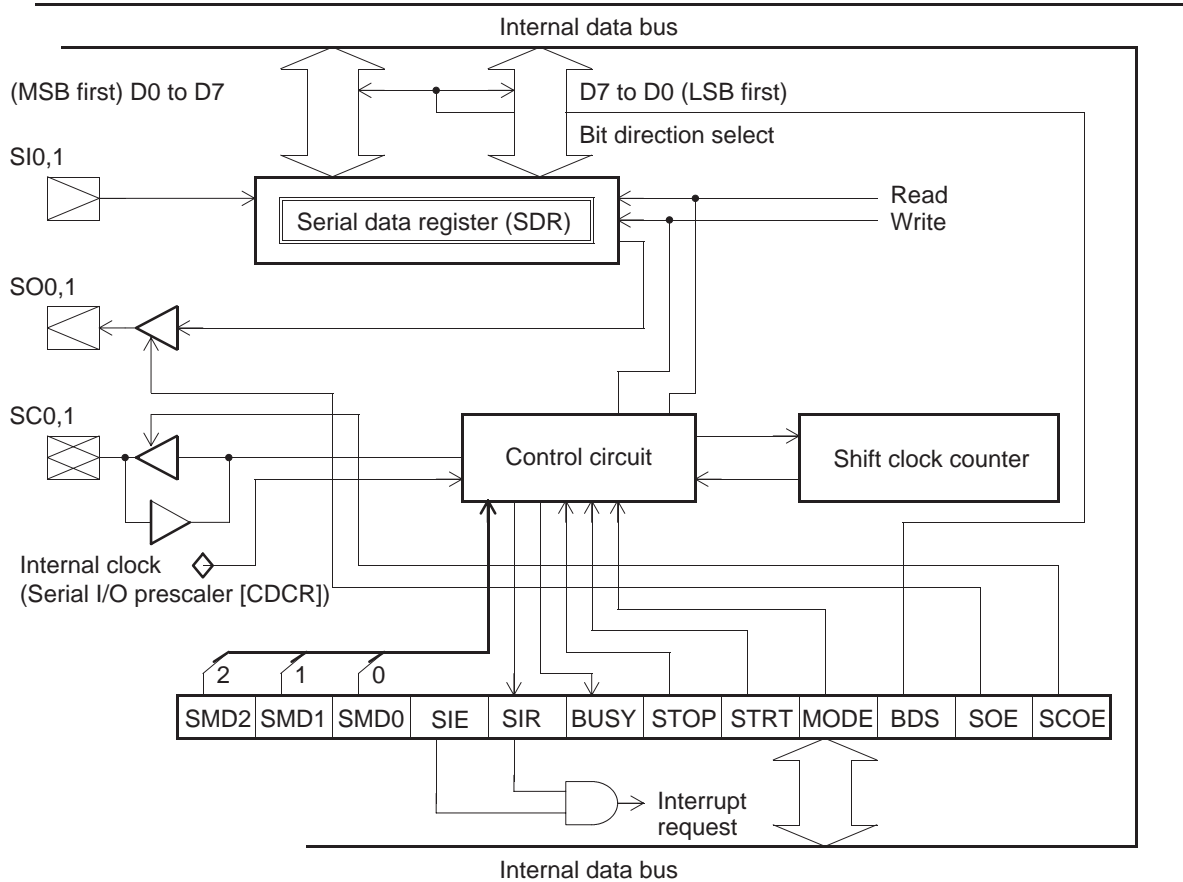 Internal data bus
(MSB first) D0 to D7
D7 to D0 (LSB first)
Bit direction select
SI0,1
Read
Serial data register (SDR)
Write
SO0,1
SC0,1
Control circuit
Shift clock counter
Internal clock
(Serial I/O prescaler [CDCR])
2 1 0
SMD2 SMD1 SMD0 SIE SIR BUSY STOP STRT MODE BDS SOE SCOE
Interrupt
request
Internal data bus